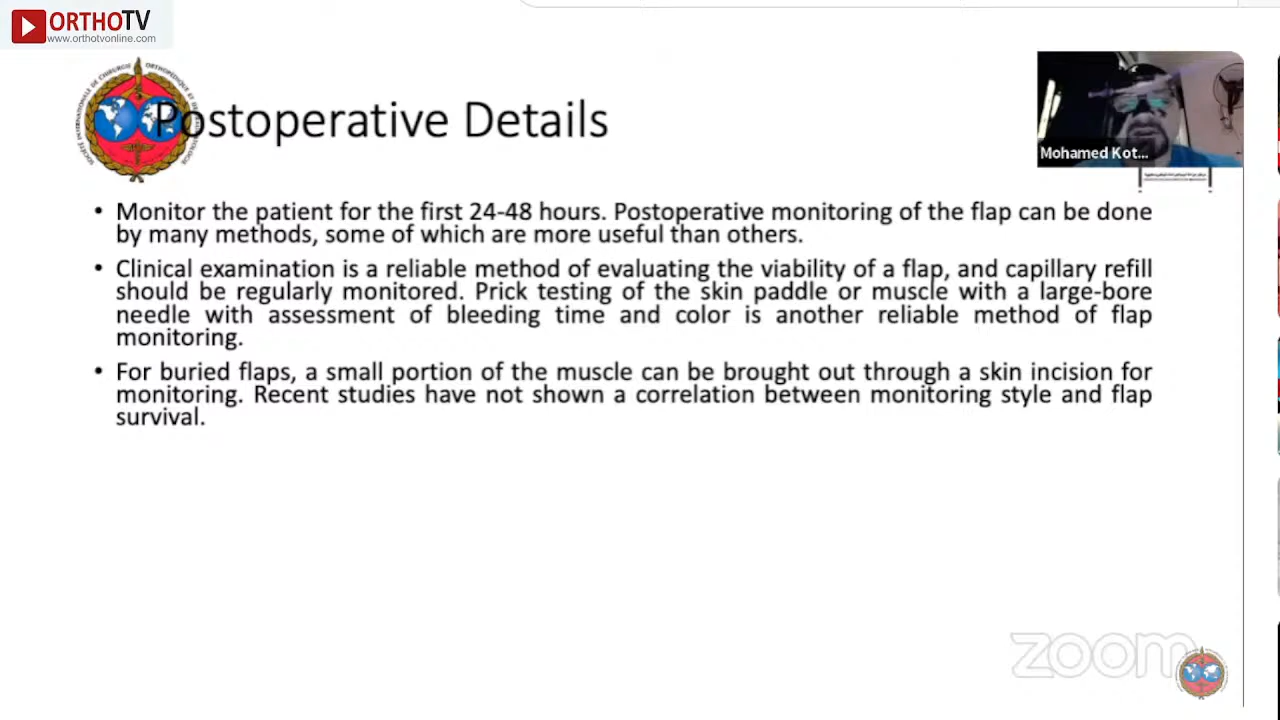 ORTHOTV
www.orthotvonline.com
Postoperative Details
Mohamed Kot...
• Monitor the patient for the first 24-48 hours. Postoperative monitoring of the flap can be done
by many methods, some of which are more useful than others.
• Clinical examination is a reliable method of evaluating the viability of a flap, and capillary refill
should be regularly monitored. Prick testing of the skin paddle or muscle with a large-bore
needle with assessment of bleeding time and color is another reliable method of flap
monitoring.
• For buried flaps, a small portion of the muscle can be brought out through a skin incision for
monitoring. Recent studies have not shown a correlation between monitoring style and flap
survival.
zoom